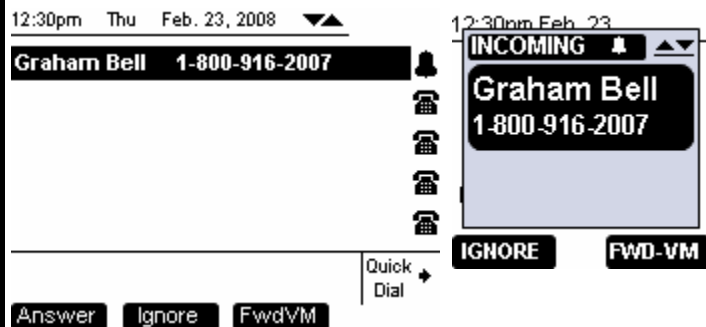 12:30pm Thu Feb. 23, 2008
Graham Bell 1-800-916-2007
Quick
Dial
Answer Ignore FwdVM
12:30pm Feb. 23
INCOMING
Graham Bell
1-800-916-2007
IGNORE FWD-VM